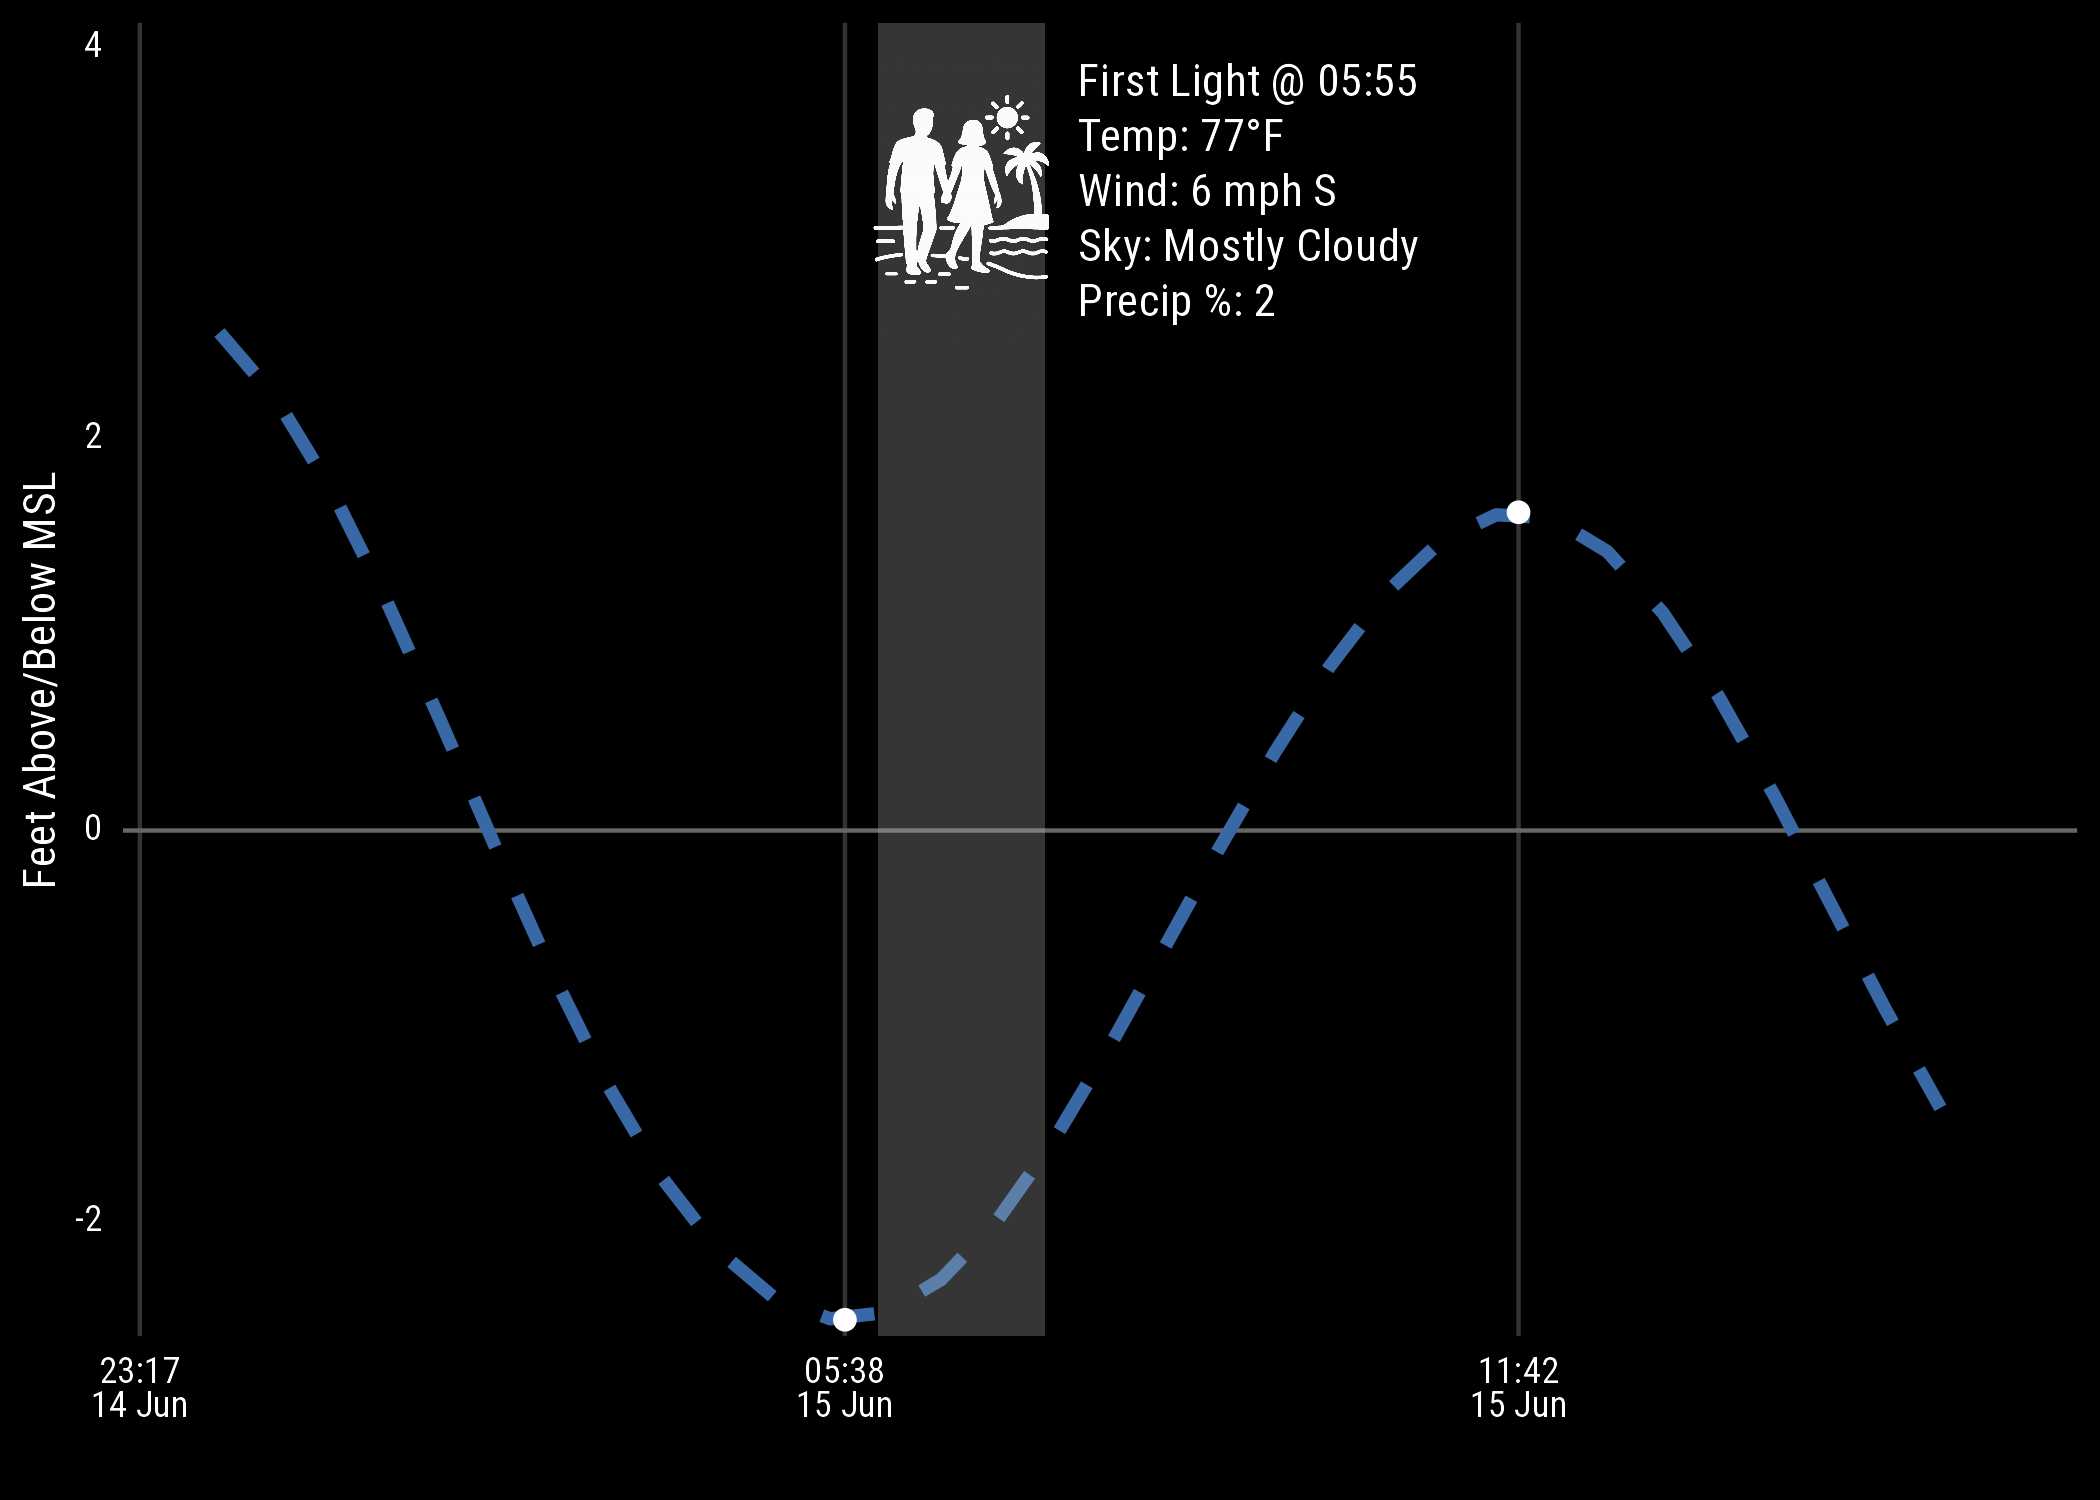 4
First Light @ 05:55
Temp: 77°F
Wind: 6 mph S
Sky: Mostly Cloudy
Precip %: 2
2
Feet Above/Below MSL
0
-2
23:17
14 Jun
05:38
15 Jun
11:42
15 Jun